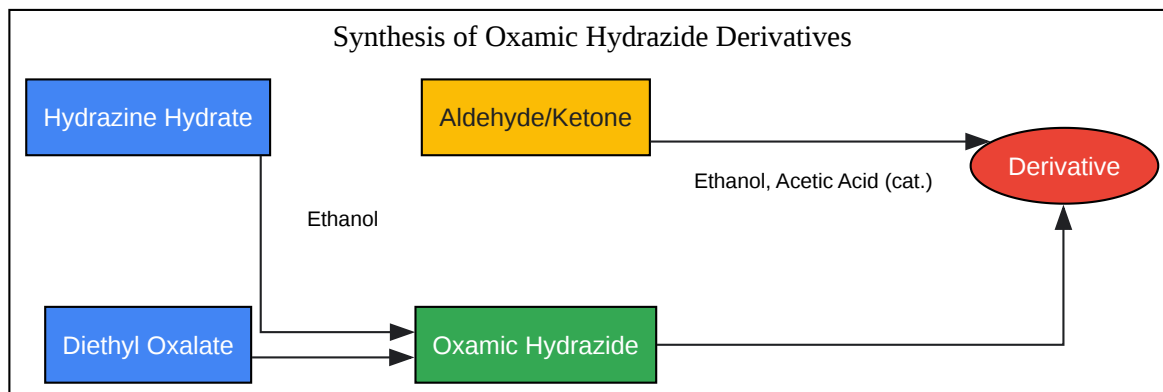 Synthesis of Oxamic Hydrazide Derivatives
Hydrazine Hydrate
Aldehyde/Ketone
Derivative
Ethanol, Acetic Acid (cat.)
Ethanol
Diethyl Oxalate
Oxamic Hydrazide